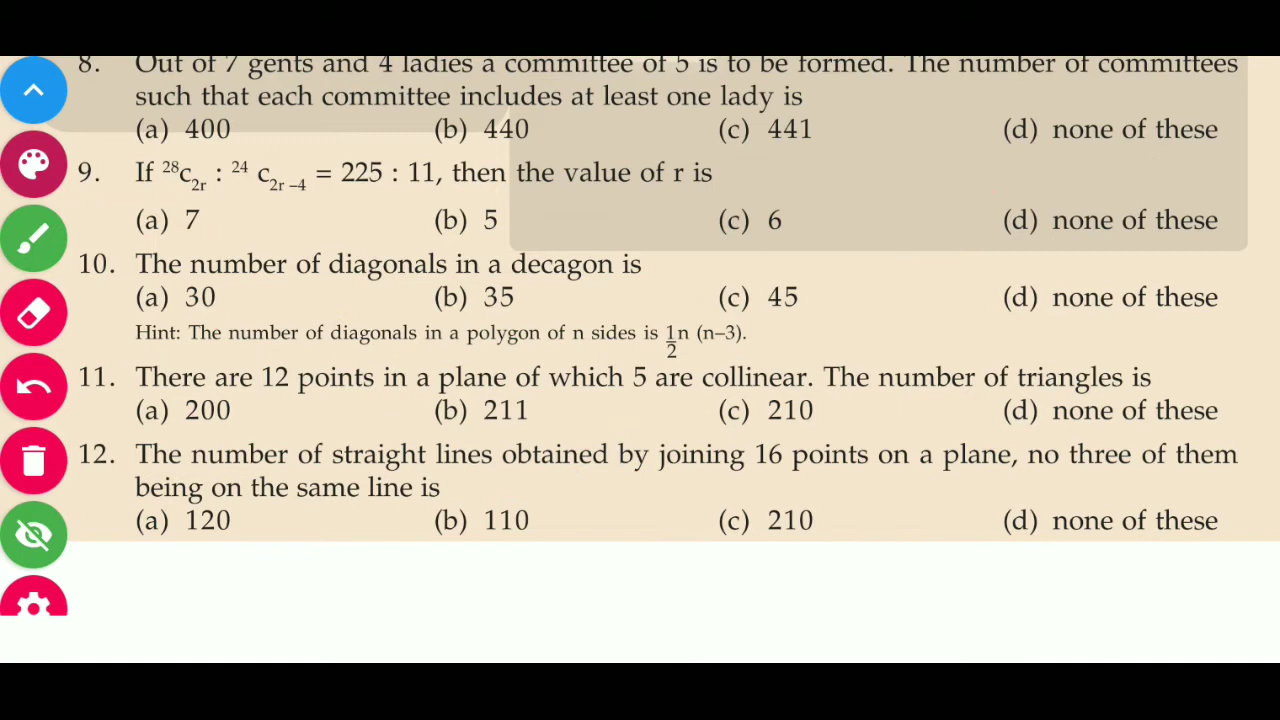 8. Out of 7 gents and 4 ladies a committee of 5 is to be formed. The number of committees
such that each committee includes at least one lady is
(a) 400 (b) 440 (c) 441 (d) none of these
9. If ²⁸c₂ᵣ : ²⁴ c₂ᵣ ₋₄ = 225 : 11, then the value of r is
(a) 7 (b) 5 (c) 6 (d) none of these
10. The number of diagonals in a decagon is
(a) 30 (b) 35 (c) 45 (d) none of these
Hint: The number of diagonals in a polygon of n sides is 1/2 n (n–3).
11. There are 12 points in a plane of which 5 are collinear. The number of triangles is
(a) 200 (b) 211 (c) 210 (d) none of these
12. The number of straight lines obtained by joining 16 points on a plane, no three of them
being on the same line is
(a) 120 (b) 110 (c) 210 (d) none of these